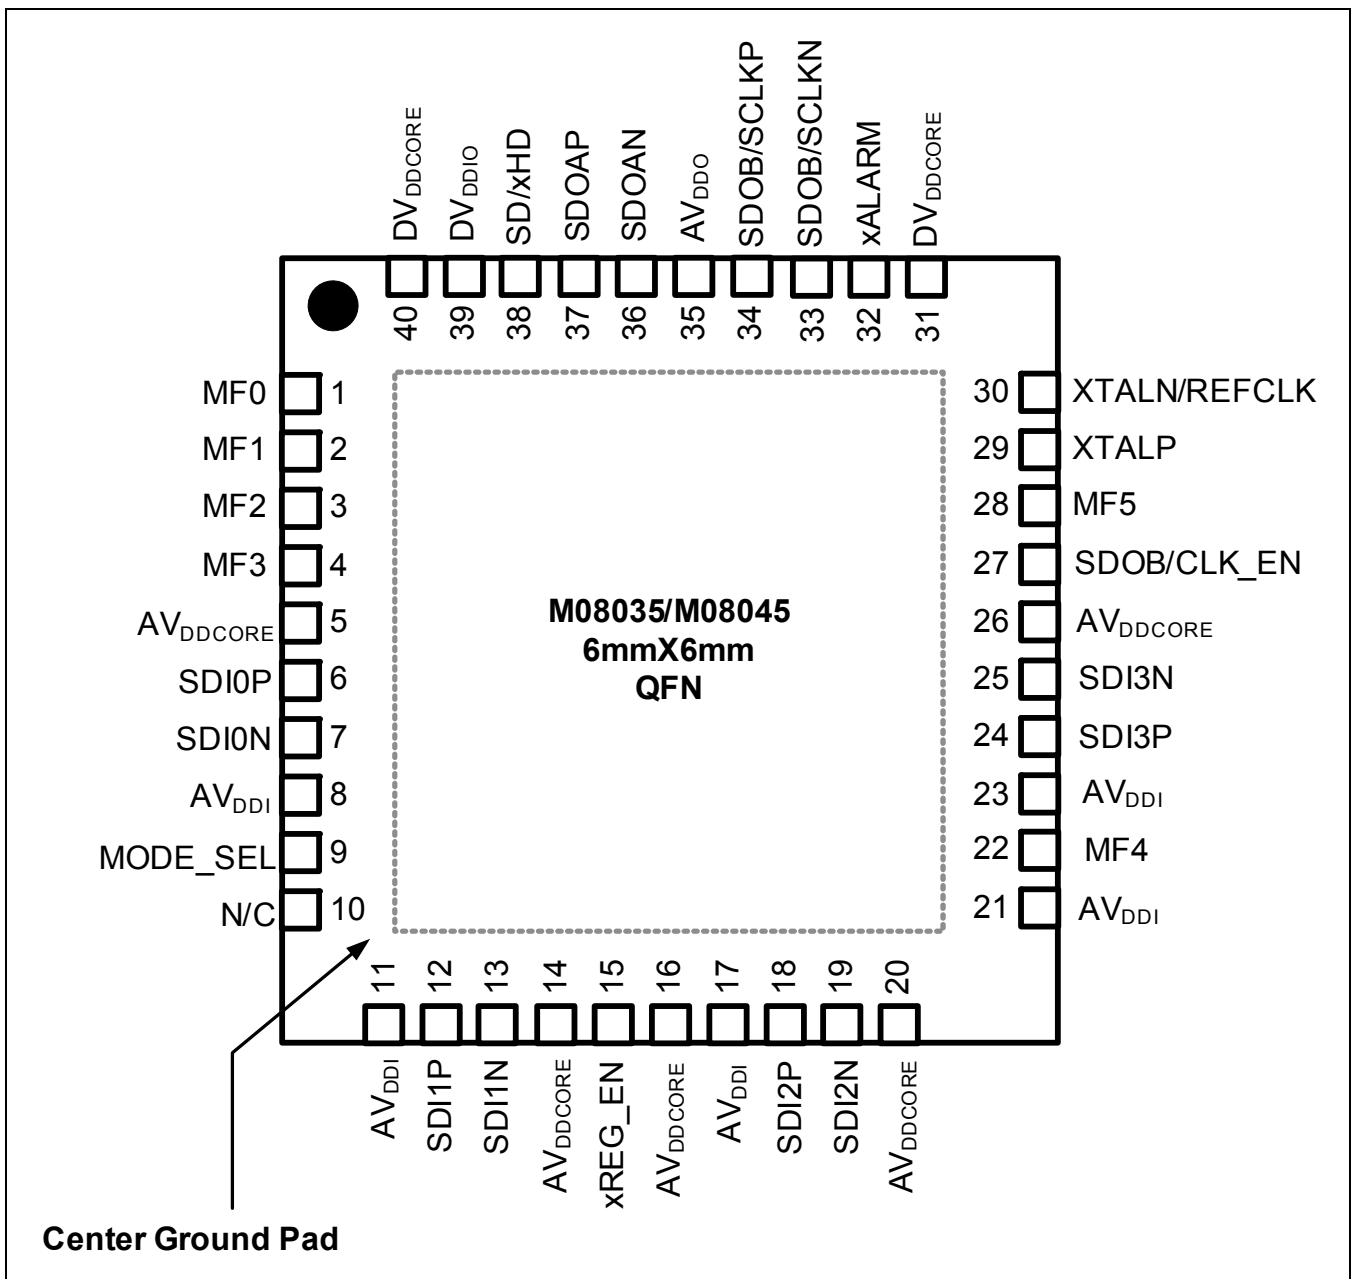 DVDDCORE
DVDDIO
SD/xHD
SDOAP
SDOAN
AVDDO
SDOB/SCLKP
SDOB/SCLKN
xALARM
DVDDCORE
40
39
38
37
36
35
34
33
32
31
MF0 1
MF1 2
MF2 3
MF3 4
AVDDCORE 5
SDI0P 6
SDI0N 7
AVDDI 8
MODE_SEL 9
N/C 10
M08035/M08045
6mmX6mm
QFN
30 XTALN/REFCLK
29 XTALP
28 MF5
27 SDOB/CLK_EN
26 AVDDCORE
25 SDI3N
24 SDI3P
23 AVDDI
22 MF4
21 AVDDI
11
12
13
14
15
16
17
18
19
20
AVDDI
SDI1P
SDI1N
AVDDCORE
xREG_EN
AVDDCORE
AVDDI
SDI2P
SDI2N
AVDDCORE
Center Ground Pad